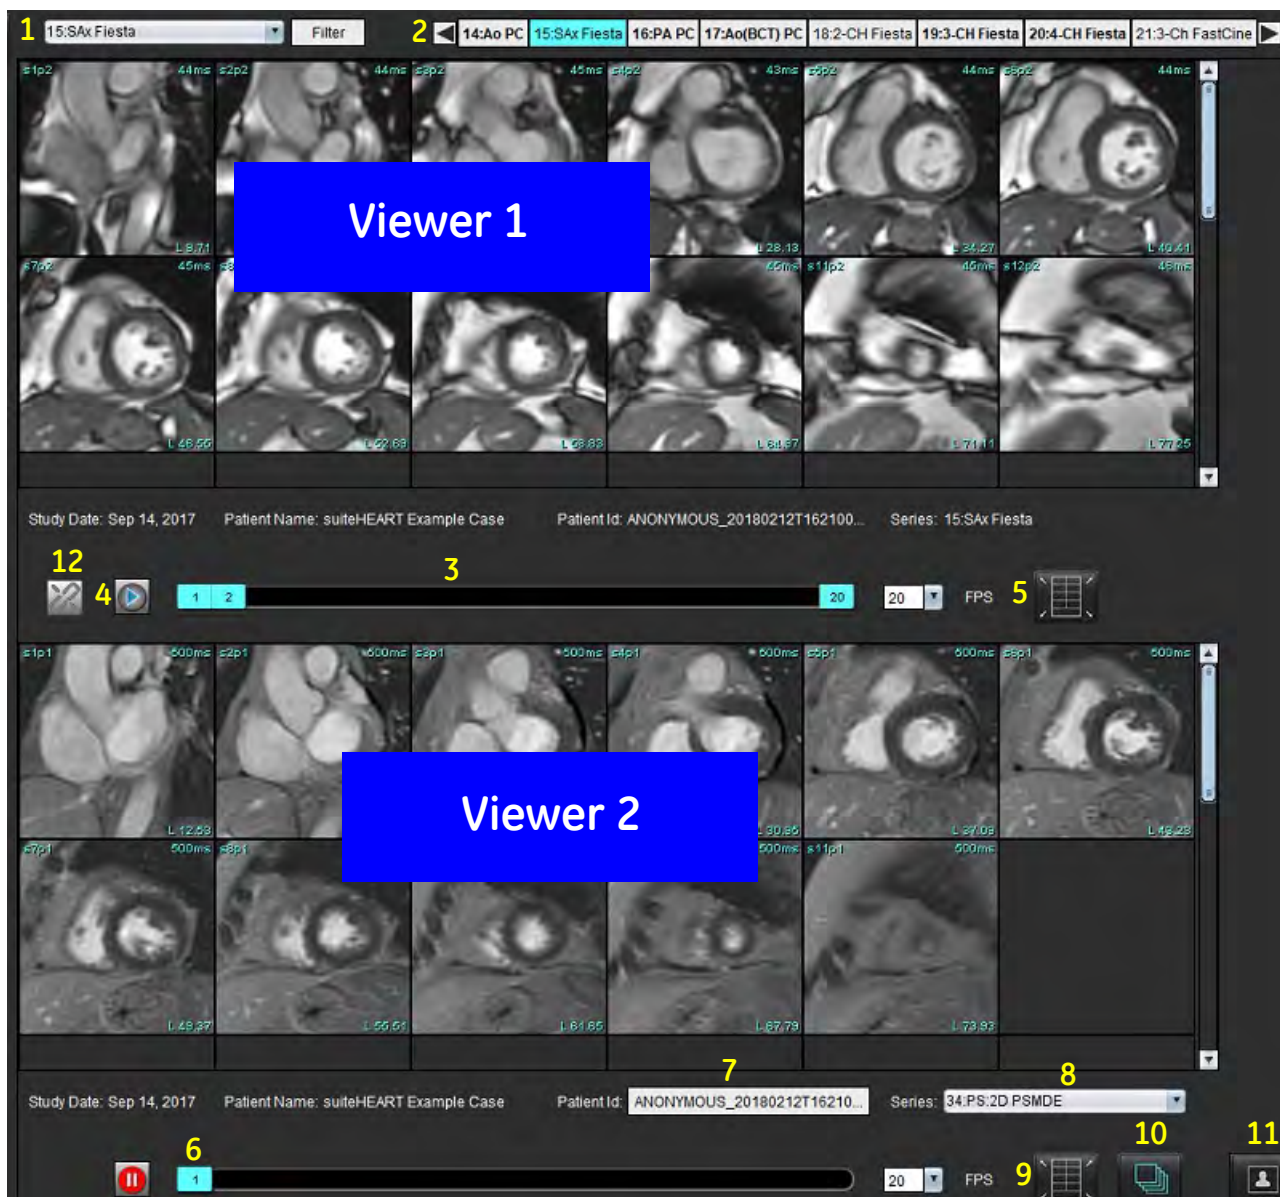 1 15:SAx Fiesta Filter 2 14:Ao PC 15:SAx Fiesta 16:PA PC 17:Ao(BCT) PC 18:2-CH Fiesta 19:3-CH Fiesta 20:4-CH Fiesta 21:3-Ch FastCine
s1p2 44ms s2p2 44ms s3p2 45ms s4p2 43ms s5p2 44ms s6p2 44ms
Viewer 1
L 9.71 L 28.13 L 34.27 L 40.41
s7p2 45ms s8 45ms s11p2 45ms s12p2 46ms
L 46.55 L 52.69 L 58.83 L 64.97 L 71.11 L 77.25
Study Date: Sep 14, 2017 Patient Name: suiteHEART Example Case Patient Id: ANONYMOUS_20180212T162100... Series: 15:SAx Fiesta
12 3
4 1 2 20 20 FPS 5
s1p1 500ms s2p1 500ms s3p1 500ms s4p1 500ms s5p1 500ms s6p1 500ms
Viewer 2
L 12.53 L 30.95 L 37.09 L 43.23
s7p1 500ms s8p1 500ms s11p1 500ms
L 49.37 L 55.51 L 61.65 L 67.79 L 73.93
7 8
Study Date: Sep 14, 2017 Patient Name: suiteHEART Example Case Patient Id: ANONYMOUS_20180212T16210... Series: 34:PS:2D PSMDE
6 10 11
1 20 FPS 9